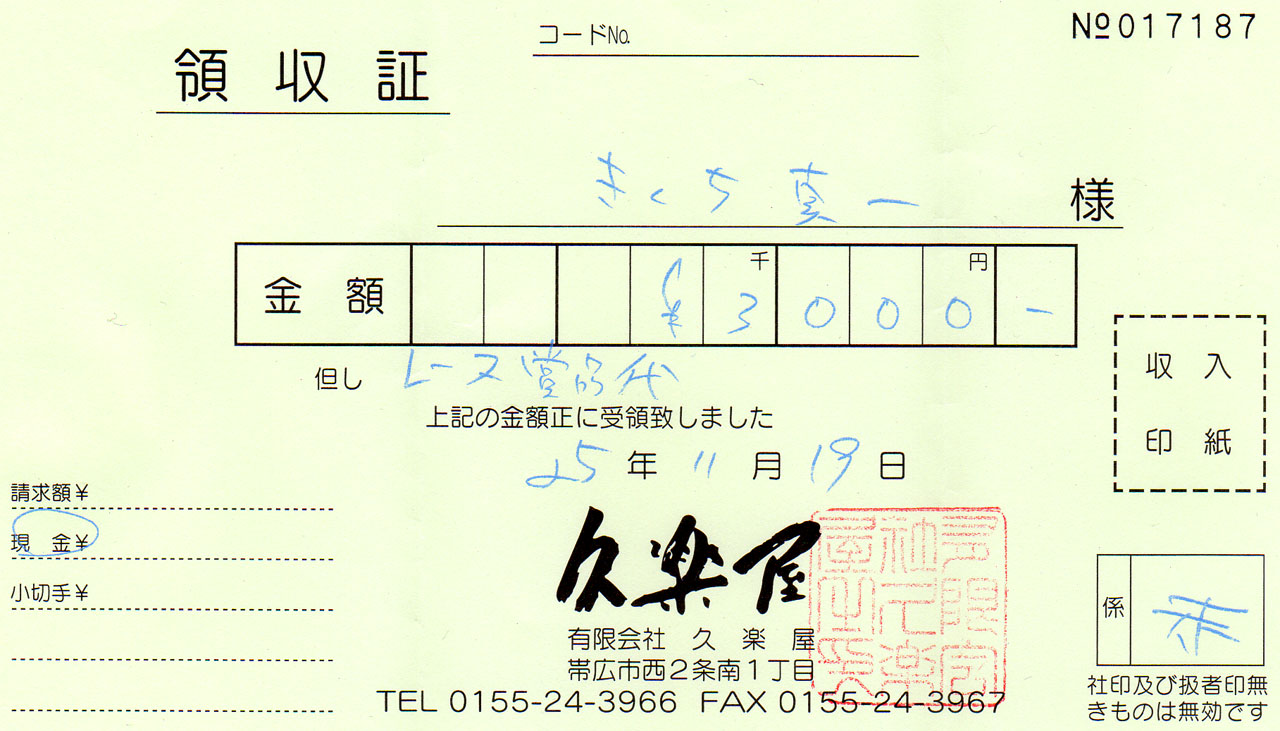 コードNo.
№017187
領収証
きくち真一 様
金額 ¥3000-
千 円
但し レース賞品代
上記の金額正に受領致しました
25年11月19日
収入
印紙
請求額¥
現金¥
小切手¥
久楽屋
有限会社 久楽屋
帯広市西2条南1丁目
TEL 0155-24-3966 FAX 0155-24-3967
係 赤
社印及び扱者印無
きものは無効です